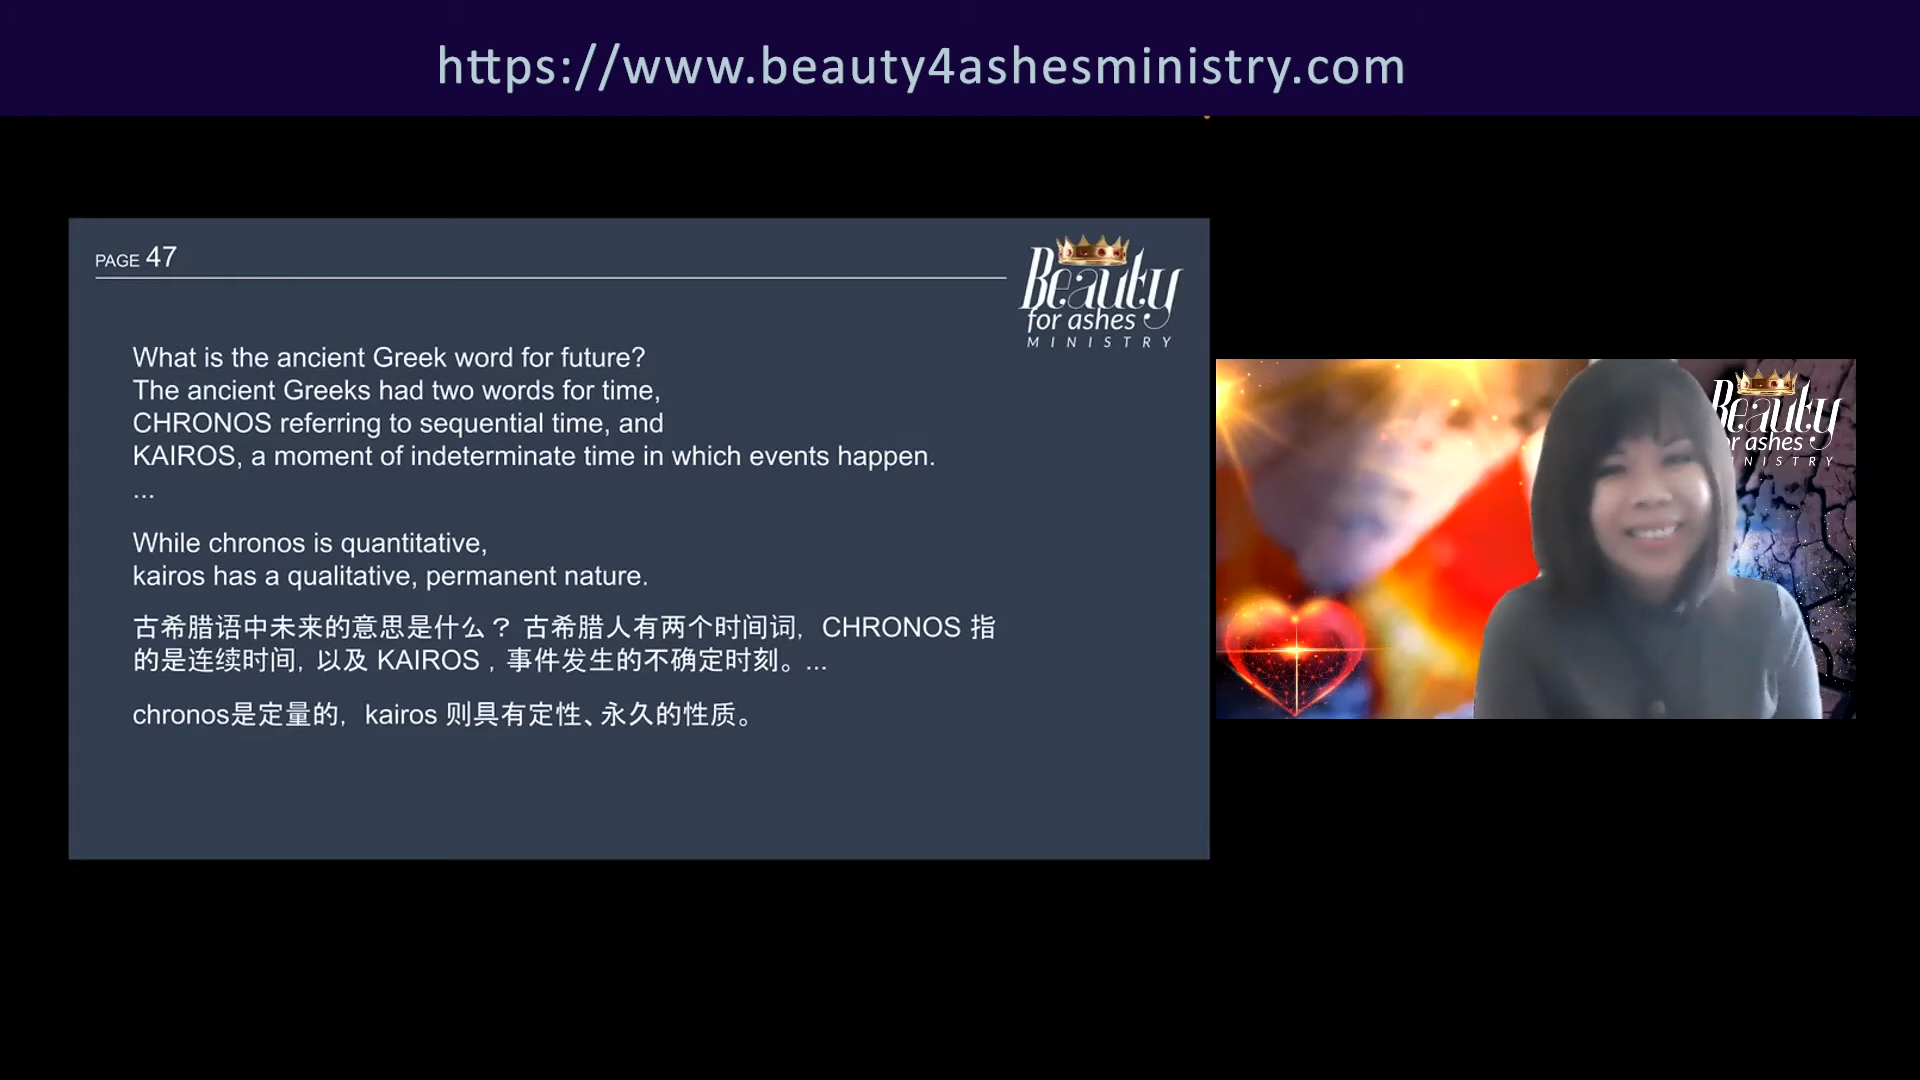 https://www.beauty4ashesministry.com
PAGE 47
Beauty
for ashes
MINISTRY
What is the ancient Greek word for future?
The ancient Greeks had two words for time,
CHRONOS referring to sequential time, and
KAIROS, a moment of indeterminate time in which events happen.
...
While chronos is quantitative,
kairos has a qualitative, permanent nature.
古希腊语中未来的意思是什么？ 古希腊人有两个时间词，CHRONOS 指
的是连续时间，以及 KAIROS，事件发生的不确定时刻。...
chronos是定量的，kairos 则具有定性、永久的性质。
Beauty
or ashes
INISTRY